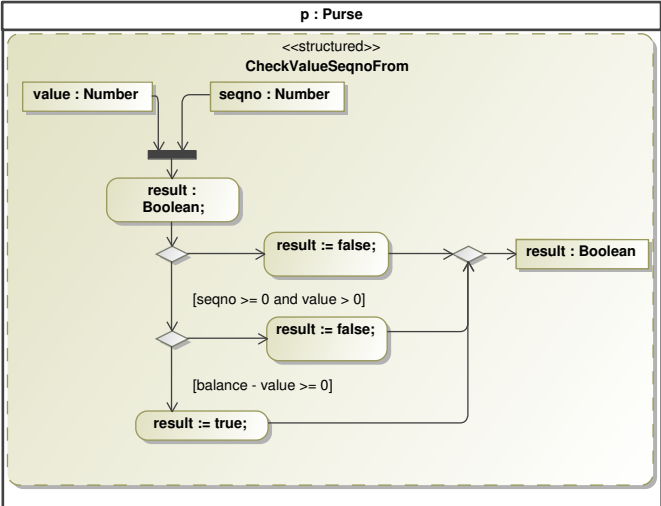 p : Purse
<<structured>>
CheckValueSeqnoFrom
value : Number
seqno : Number
result :
Boolean;
result := false;
result : Boolean
[seqno >= 0 and value > 0]
result := false;
[balance - value >= 0]
result := true;